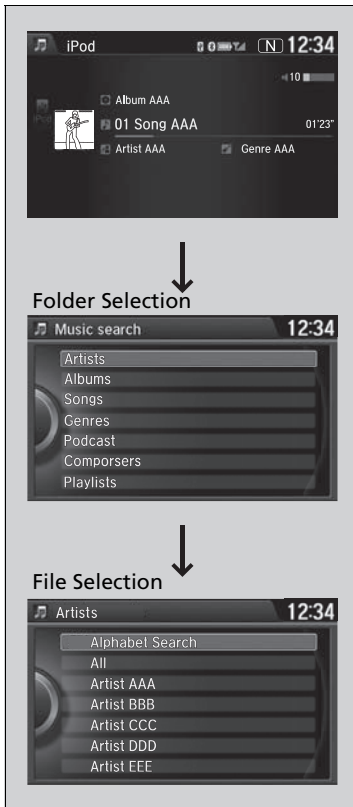 iPod N 12:34
10
Album AAA
01 Song AAA 01'23"
Artist AAA Genre AAA
Folder Selection
Music search 12:34
Artists
Albums
Songs
Genres
Podcast
Comporsers
Playlists
File Selection
Artists 12:34
Alphabet Search
All
Artist AAA
Artist BBB
Artist CCC
Artist DDD
Artist EEE